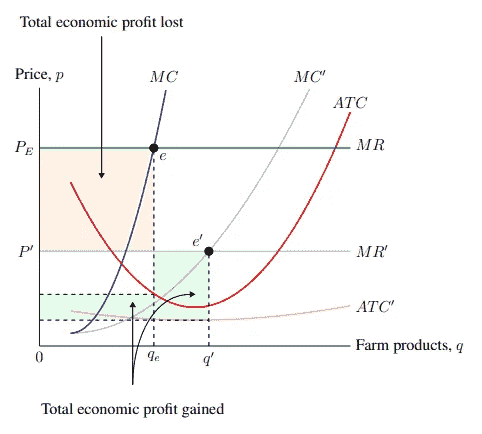 Total economic profit lost
Price, p
MC
MC′
ATC
P_E
e
MR
e′
P′
MR′
ATC′
Farm products, q
0
q_e
q′
Total economic profit gained